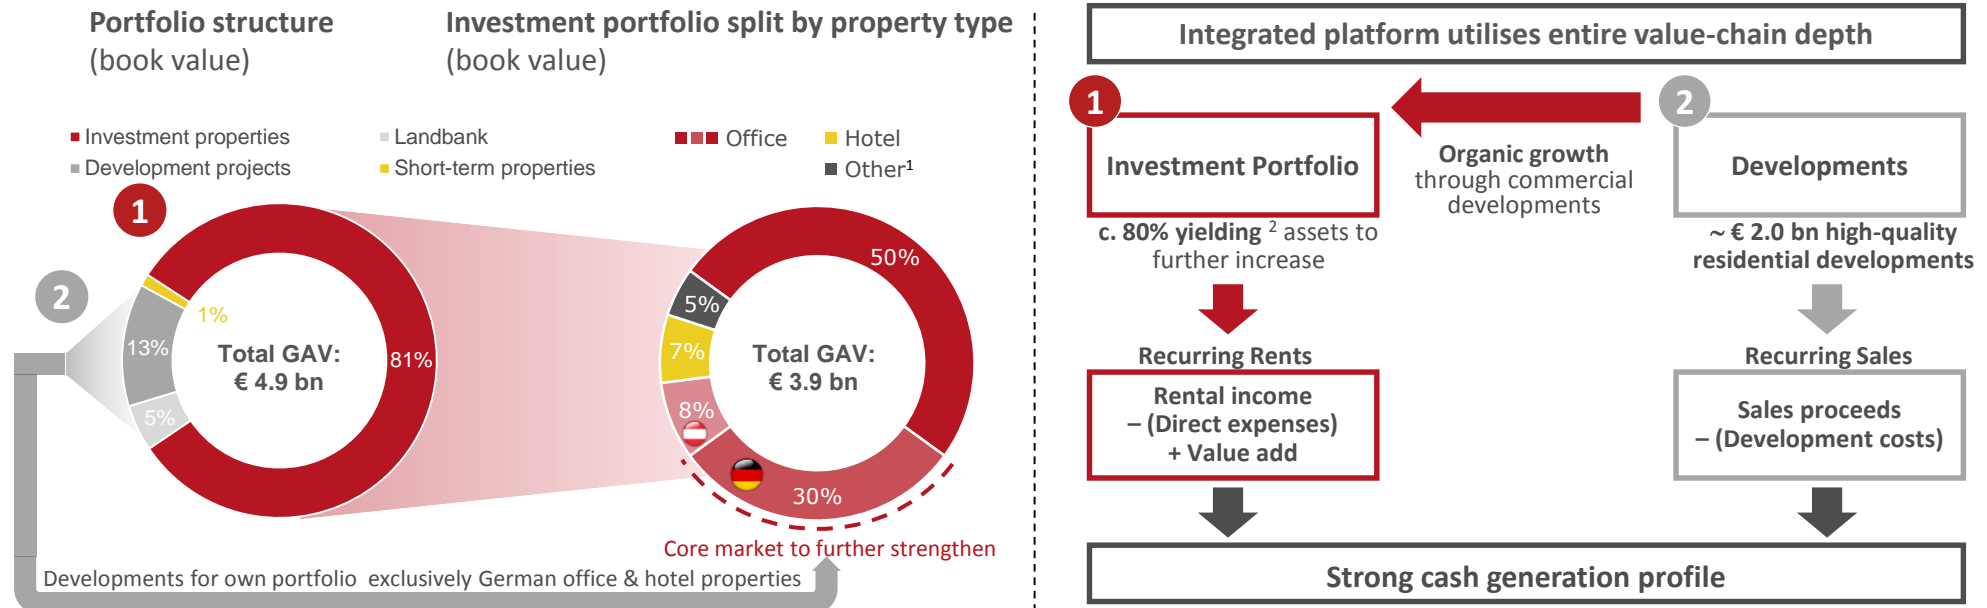 Portfolio structure
(book value)
Investment portfolio split by property type
(book value)
Investment properties
Landbank
Development projects
Short-term properties
Office
Hotel
Other¹
1
2
1%
13%
5%
81%
Total GAV:
€ 4.9 bn
50%
5%
7%
8%
30%
Total GAV:
€ 3.9 bn
Core market to further strengthen
Developments for own portfolio exclusively German office & hotel properties
Integrated platform utilises entire value-chain depth
1
Investment Portfolio
c. 80% yielding ² assets to
further increase
Organic growth
through commercial
developments
2
Developments
~ € 2.0 bn high-quality
residential developments
Recurring Rents
Rental income
– (Direct expenses)
+ Value add
Recurring Sales
Sales proceeds
– (Development costs)
Strong cash generation profile